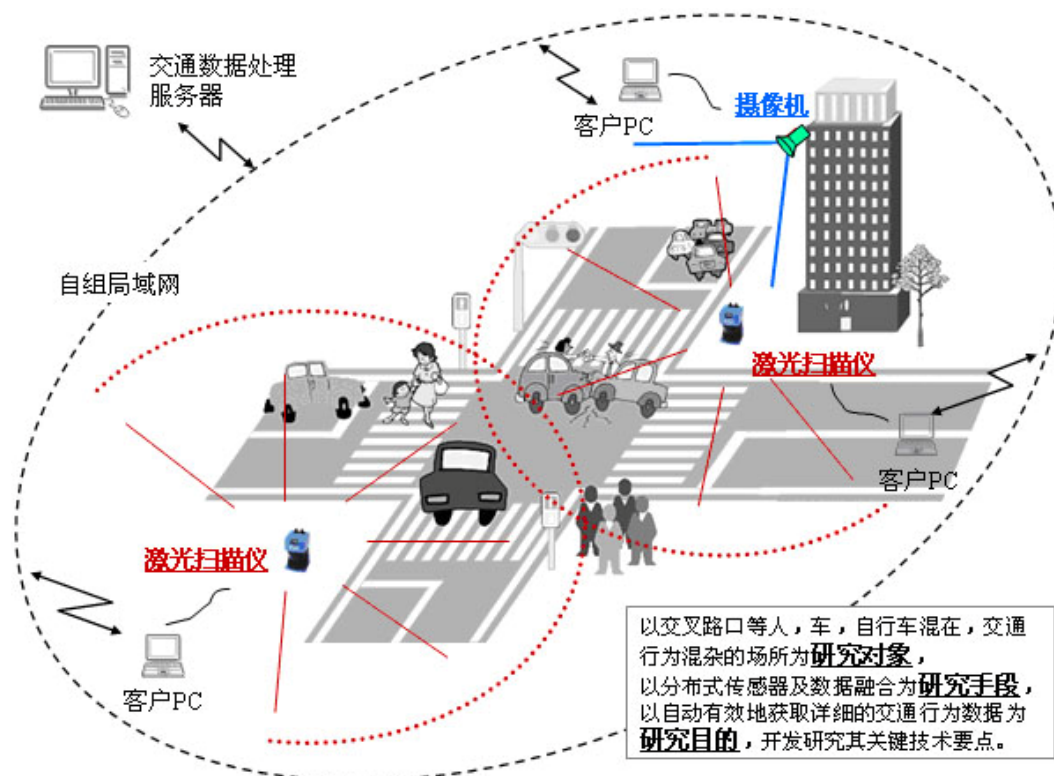 交通数据处理
服务器
客户PC
摄像机
自组局域网
激光扫描仪
客户PC
激光扫描仪
客户PC
以交叉路口等人，车，自行车混在，交通
行为混杂的场所为研究对象，
以分布式传感器及数据融合为研究手段，
以自动有效地获取详细的交通行为数据为
研究目的，开发研究其关键技术要点。